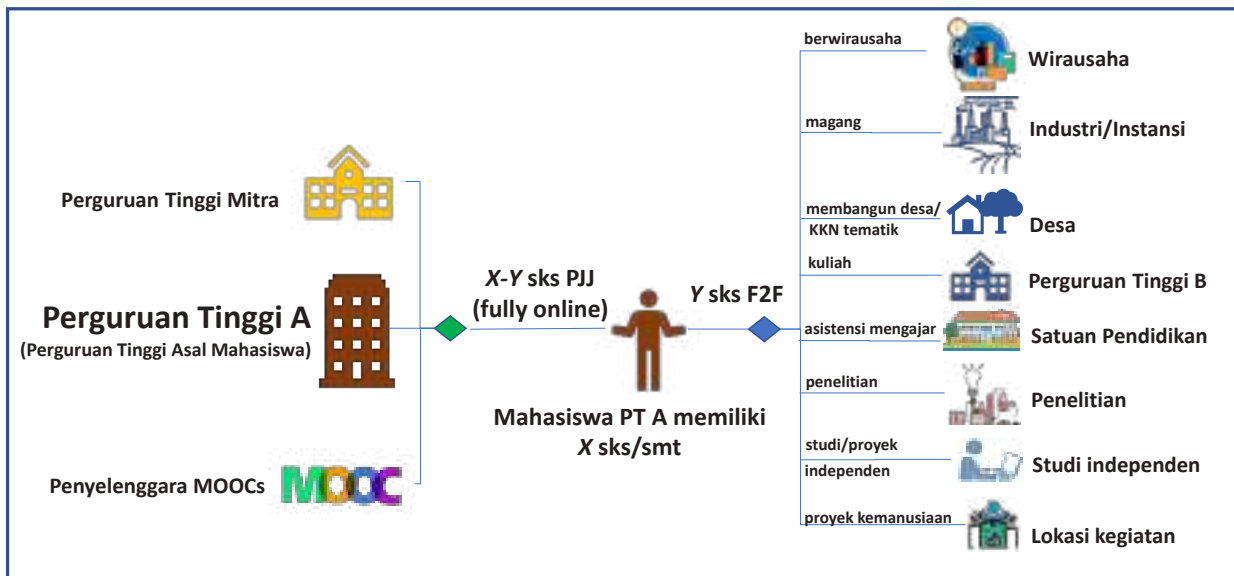 Perguruan Tinggi Mitra
Perguruan Tinggi A
(Perguruan Tinggi Asal Mahasiswa)
Penyelenggara MOOCs
MOOC
X-Y sks PJJ
(fully online)
Mahasiswa PT A memiliki
X sks/smt
Y sks F2F
berwirausaha
Wirausaha
magang
Industri/Instansi
membangun desa/
KKN tematik
Desa
kuliah
Perguruan Tinggi B
asistensi mengajar
Satuan Pendidikan
penelitian
Penelitian
studi/proyek
independen
Studi independen
proyek kemanusiaan
Lokasi kegiatan